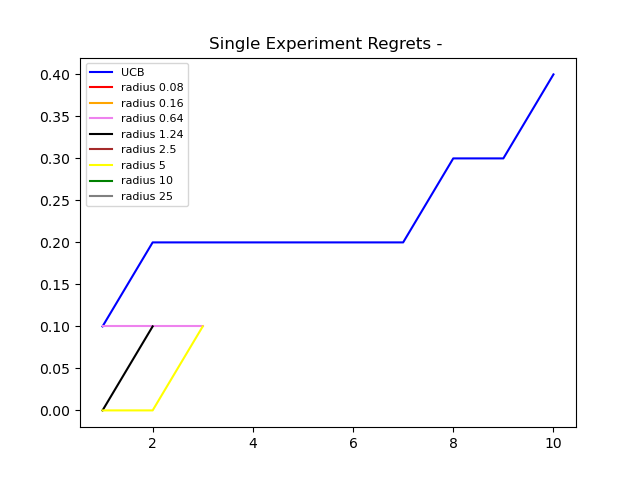 Single Experiment Regrets -
0.40
0.35
0.30
0.25
0.20
0.15
0.10
0.05
0.00
UCB
radius 0.08
radius 0.16
radius 0.64
radius 1.24
radius 2.5
radius 5
radius 10
radius 25
2
4
6
8
10